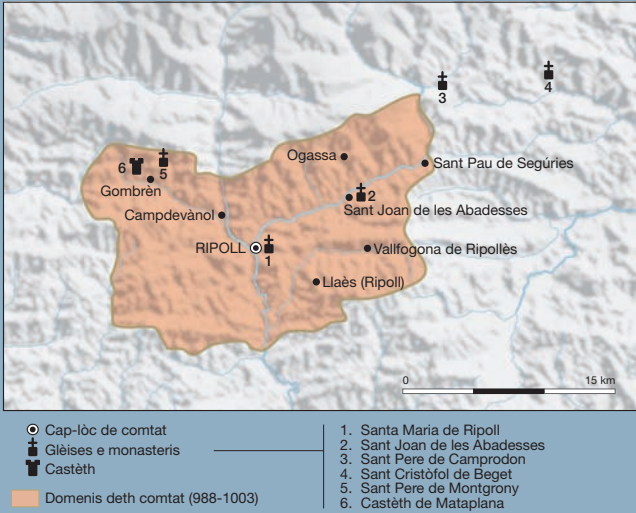 3
4
Ogassa
6
5
Sant Pau de Segúries
Gombrèn
2
Sant Joan de les Abadesses
Campdevànol
RIPOLL
1
Vallfogona de Ripollès
Llaès (Ripoll)
0
15 km
Cap-lòc de comtat
Glèises e monasteris
Castèth
Domenis deth comtat (988-1003)
1. Santa Maria de Ripoll
2. Sant Joan de les Abadesses
3. Sant Pere de Camprodon
4. Sant Cristòfol de Beget
5. Sant Pere de Montgrony
6. Castèth de Mataplana